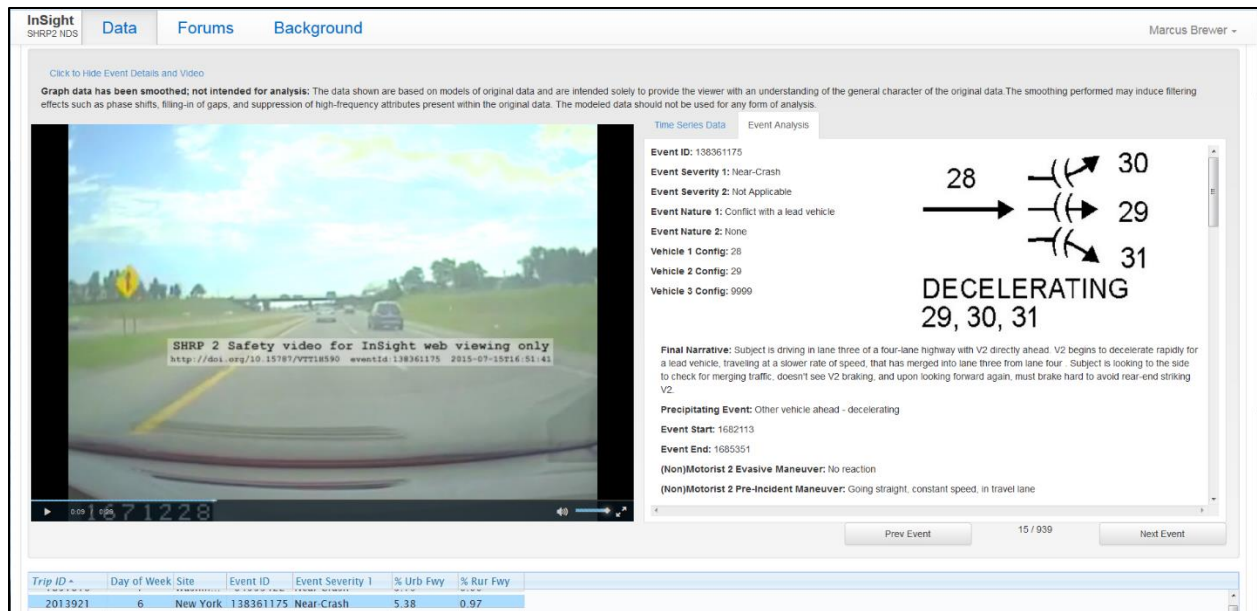 InSight
SHRP2 NDS
Data
Forums
Background
Marcus Brewer
Click to Hide Event Details and Video
Graph data has been smoothed; not intended for analysis: The data shown are based on models of original data and are intended solely to provide the viewer with an understanding of the general character of the original data.The smoothing performed may induce filtering
effects such as phase shifts, filling-in of gaps, and suppression of high-frequency attributes present within the original data. The modeled data should not be used for any form of analysis.
SHRP 2 Safety video for InSight web viewing only
http://doi.org/10.15787/VTT18590 eventId:138361175 2015-07-15T16:51:41
0:09
1671228
Time Series Data
Event Analysis
Event ID: 138361175
Event Severity 1: Near-Crash
Event Severity 2: Not Applicable
Event Nature 1: Conflict with a lead vehicle
Event Nature 2: None
Vehicle 1 Config: 28
Vehicle 2 Config: 29
Vehicle 3 Config: 9999
28
30
29
31
DECELERATING
29, 30, 31
Final Narrative: Subject is driving in lane three of a four-lane highway with V2 directly ahead. V2 begins to decelerate rapidly for
a lead vehicle, traveling at a slower rate of speed, that has merged into lane three from lane four . Subject is looking to the side
to check for merging traffic, doesn't see V2 braking, and upon looking forward again, must brake hard to avoid rear-end striking
V2.
Precipitating Event: Other vehicle ahead - decelerating
Event Start: 1682113
Event End: 1685351
(Non)Motorist 2 Evasive Maneuver: No reaction
(Non)Motorist 2 Pre-Incident Maneuver: Going straight, constant speed, in travel lane
Prev Event
15 / 939
Next Event
Trip ID Day of Week Site Event ID Event Severity 1 % Urb Fwy % Rur Fwy
2013921 6 New York 138361175 Near-Crash 5.38 0.97